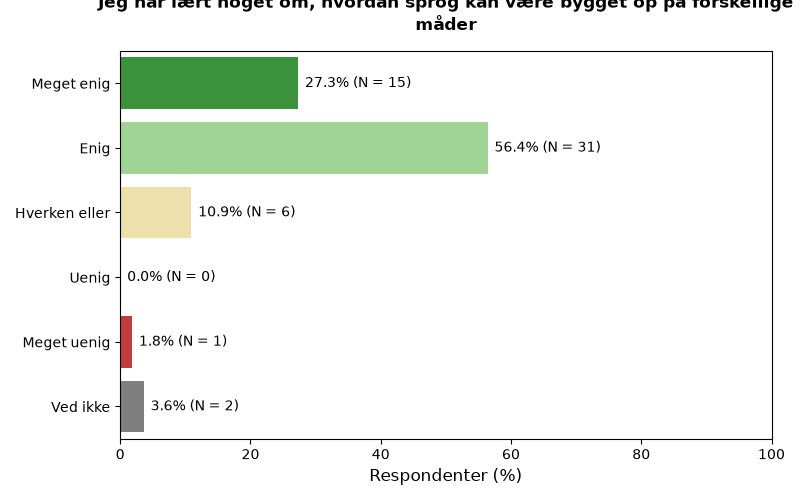 Jeg har lært noget om, hvordan sprog kan være bygget op på forskellige
måder
Meget enig
27.3% (N = 15)
Enig
56.4% (N = 31)
Hverken eller
10.9% (N = 6)
Uenig
0.0% (N = 0)
Meget uenig
1.8% (N = 1)
Ved ikke
3.6% (N = 2)
0 20 40 60 80 100
Respondenter (%)